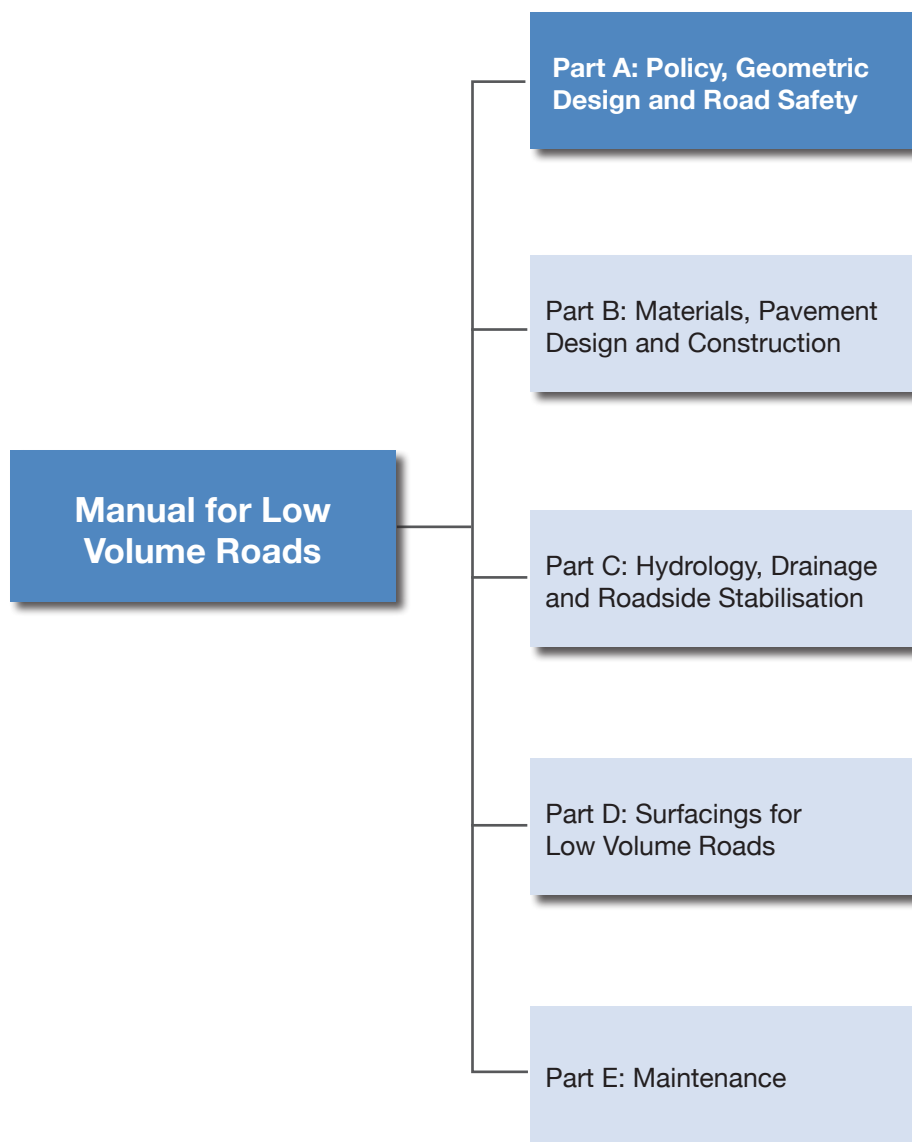 Part A: Policy, Geometric
Design and Road Safety
Part B: Materials, Pavement
Design and Construction
Manual for Low
Volume Roads
Part C: Hydrology, Drainage
and Roadside Stabilisation
Part D: Surfacings for
Low Volume Roads
Part E: Maintenance